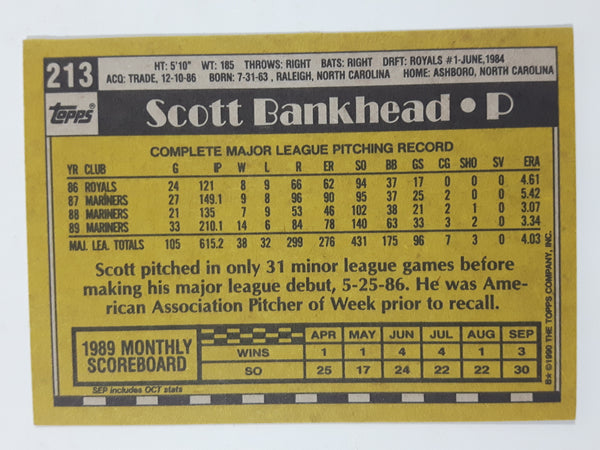 213
HT: 5'10" WT: 185 THROWS: RIGHT BATS: RIGHT DRFT: ROYALS #1-JUNE, 1984
ACQ: TRADE, 12-10-86 BORN: 7-31-63, RALEIGH, NORTH CAROLINA HOME: ASHBORO, NORTH CAROLINA
Topps®
Scott Bankhead • P
COMPLETE MAJOR LEAGUE PITCHING RECORD
YR CLUB G IP W L R ER SO BB GS CG SHO SV ERA
86 ROYALS 24 121 8 9 66 62 94 37 17 0 0 0 4.61
87 MARINERS 27 149.1 9 8 96 90 95 37 25 2 0 0 5.42
88 MARINERS 21 135 7 9 53 46 102 38 21 2 1 0 3.07
89 MARINERS 33 210.1 14 6 84 78 140 63 33 3 2 0 3.34
MAJ. LEA. TOTALS 105 615.2 38 32 299 276 431 175 96 7 3 0 4.03
Scott pitched in only 31 minor league games before
making his major league debut, 5-25-86. He was Ame-
rican Association Pitcher of Week prior to recall.
1989 MONTHLY
SCOREBOARD
APR MAY JUN JUL AUG SEP
WINS 1 1 4 4 1 3
SO 25 17 24 22 22 30
SEP includes OCT stats
B★ ©1990 THE TOPPS COMPANY, INC.